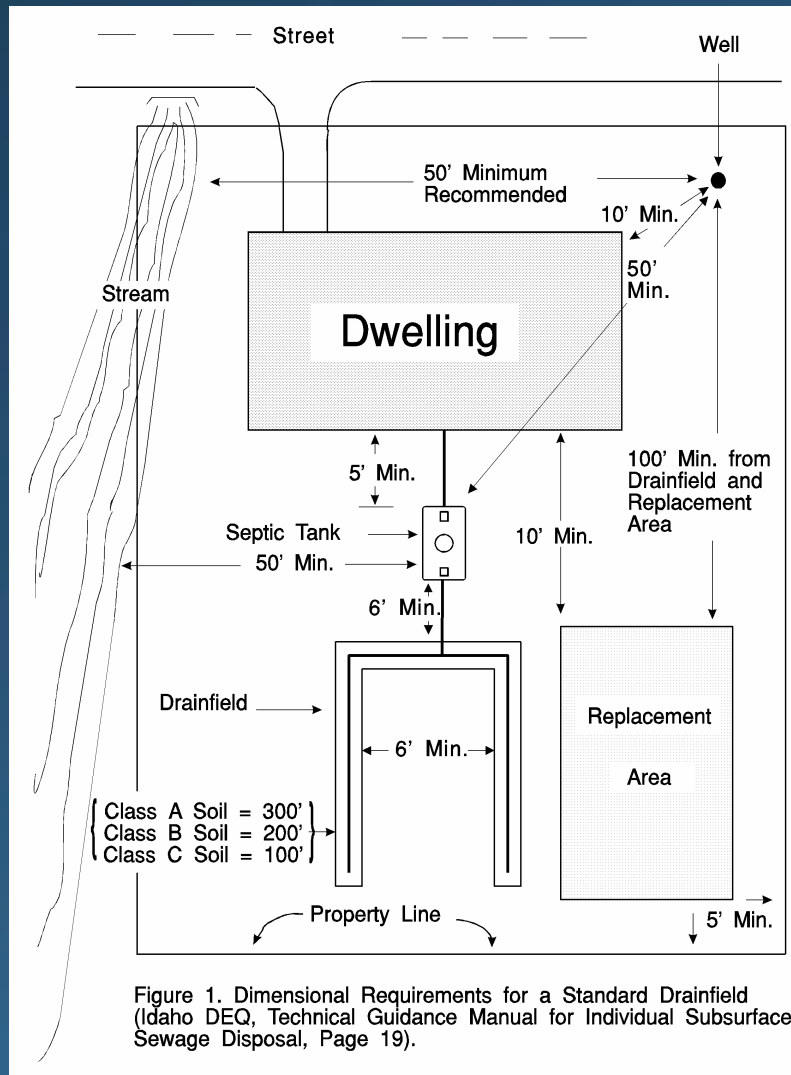 Street
Well
50' Minimum
Recommended
10' Min.
50'
Min.
Stream
Dwelling
5' Min.
100' Min. from
Drainfield and
Replacement
Area
Septic Tank
10' Min.
50' Min.
6' Min.
Drainfield
Replacement
Area
6' Min.
Class A Soil = 300'
Class B Soil = 200'
Class C Soil = 100'
Property Line
5' Min.
Figure 1. Dimensional Requirements for a Standard Drainfield
(Idaho DEQ, Technical Guidance Manual for Individual Subsurface
Sewage Disposal, Page 19).